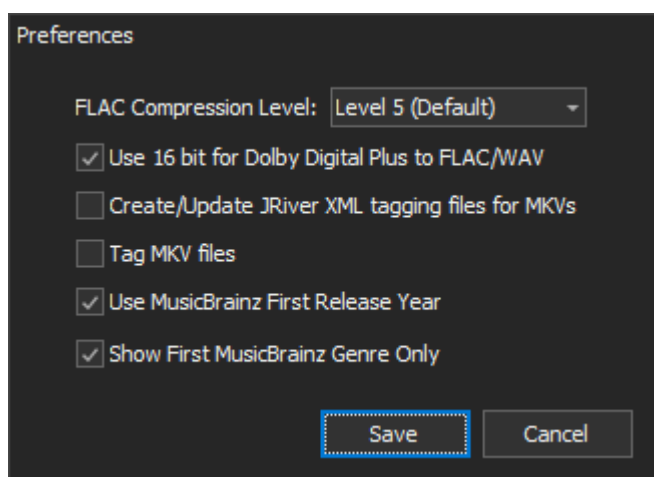 Preferences
FLAC Compression Level: Level 5 (Default)
Use 16 bit for Dolby Digital Plus to FLAC/WAV
Create/Update JRiver XML tagging files for MKVs
Tag MKV files
Use MusicBrainz First Release Year
Show First MusicBrainz Genre Only
Save Cancel